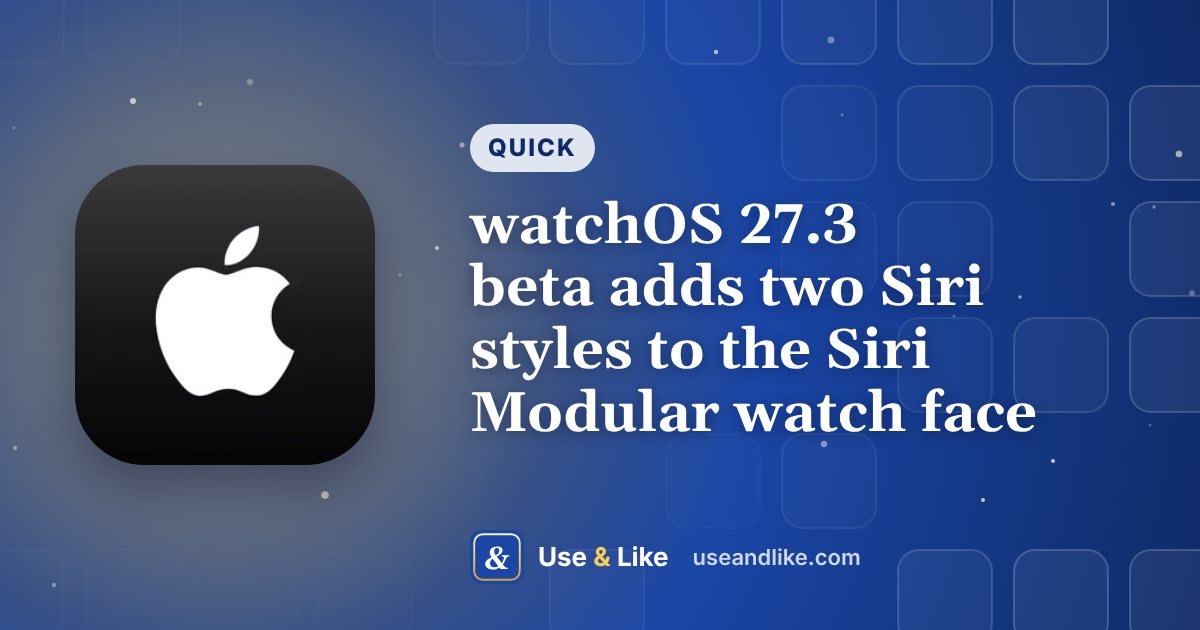 QUICK
watchOS 27.3
beta adds two Siri
styles to the Siri
Modular watch face
& Use & Like useandlike.com